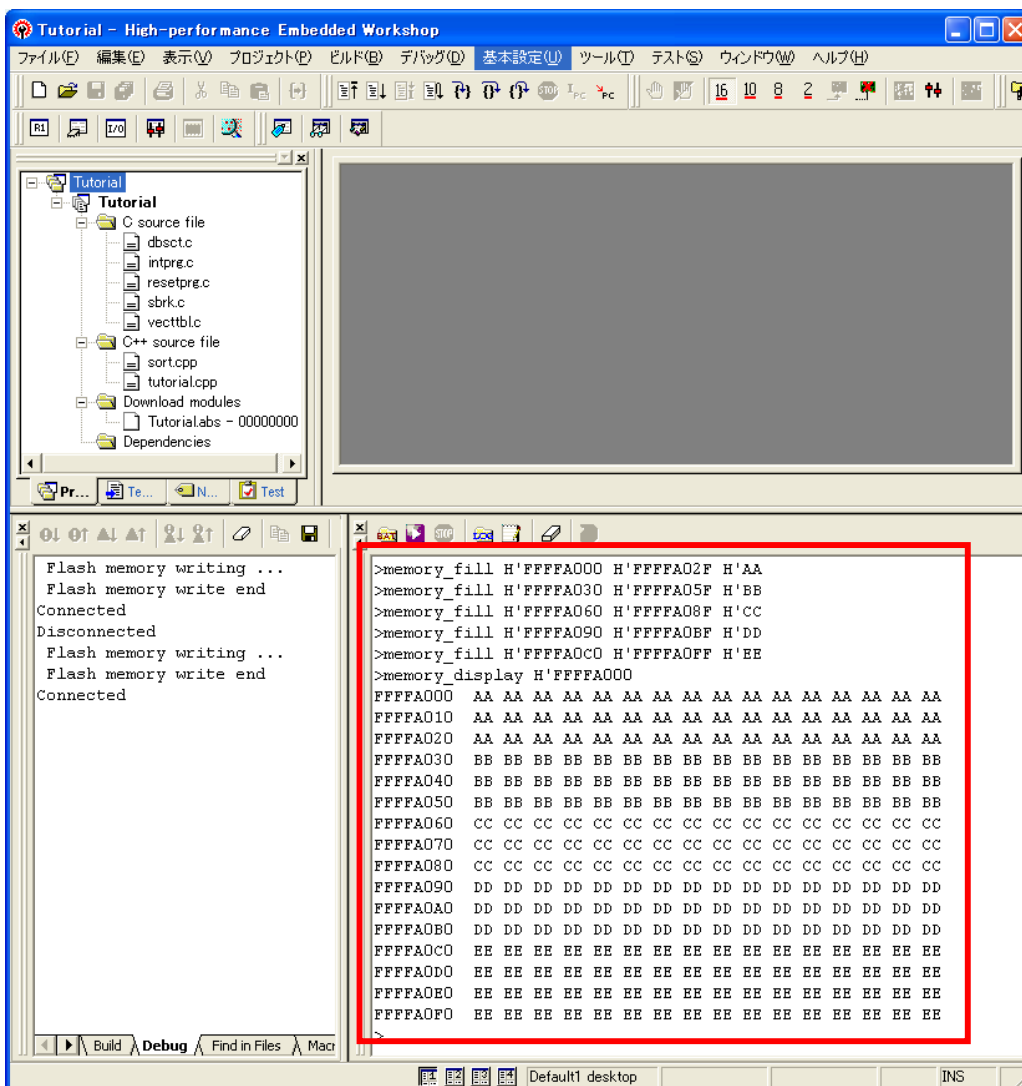 Tutorial - High-performance Embedded Workshop
ファイル(F) 編集(E) 表示(V) プロジェクト(P) ビルド(B) デバッグ(D) 基本設定(U) ツール(T) テスト(S) ウィンドウ(W) ヘルプ(H)
16 10 8 2
Tutorial
Tutorial
C source file
dbsct.c
intprg.c
resetprg.c
sbrk.c
vecttbl.c
C++ source file
sort.cpp
tutorial.cpp
Download modules
Tutorial.abs - 00000000
Dependencies
Pr... Te... N... Test
Flash memory writing ...
Flash memory write end
Connected
Disconnected
Flash memory writing ...
Flash memory write end
Connected
Build Debug Find in Files Macr
>memory_fill H'FFFFA000 H'FFFFA02F H'AA
>memory_fill H'FFFFA030 H'FFFFA05F H'BB
>memory_fill H'FFFFA060 H'FFFFA08F H'CC
>memory_fill H'FFFFA090 H'FFFFA0BF H'DD
>memory_fill H'FFFFA0C0 H'FFFFA0FF H'EE
>memory_display H'FFFFA000
FFFFA000 AA AA AA AA AA AA AA AA AA AA AA AA AA AA AA AA
FFFFA010 AA AA AA AA AA AA AA AA AA AA AA AA AA AA AA AA
FFFFA020 AA AA AA AA AA AA AA AA AA AA AA AA AA AA AA AA
FFFFA030 BB BB BB BB BB BB BB BB BB BB BB BB BB BB BB BB
FFFFA040 BB BB BB BB BB BB BB BB BB BB BB BB BB BB BB BB
FFFFA050 BB BB BB BB BB BB BB BB BB BB BB BB BB BB BB BB
FFFFA060 CC CC CC CC CC CC CC CC CC CC CC CC CC CC CC CC
FFFFA070 CC CC CC CC CC CC CC CC CC CC CC CC CC CC CC CC
FFFFA080 CC CC CC CC CC CC CC CC CC CC CC CC CC CC CC CC
FFFFA090 DD DD DD DD DD DD DD DD DD DD DD DD DD DD DD DD
FFFFA0A0 DD DD DD DD DD DD DD DD DD DD DD DD DD DD DD DD
FFFFA0B0 DD DD DD DD DD DD DD DD DD DD DD DD DD DD DD DD
FFFFA0C0 EE EE EE EE EE EE EE EE EE EE EE EE EE EE EE EE
FFFFA0D0 EE EE EE EE EE EE EE EE EE EE EE EE EE EE EE EE
FFFFA0E0 EE EE EE EE EE EE EE EE EE EE EE EE EE EE EE EE
FFFFA0F0 EE EE EE EE EE EE EE EE EE EE EE EE EE EE EE EE
>
Default1 desktop INS